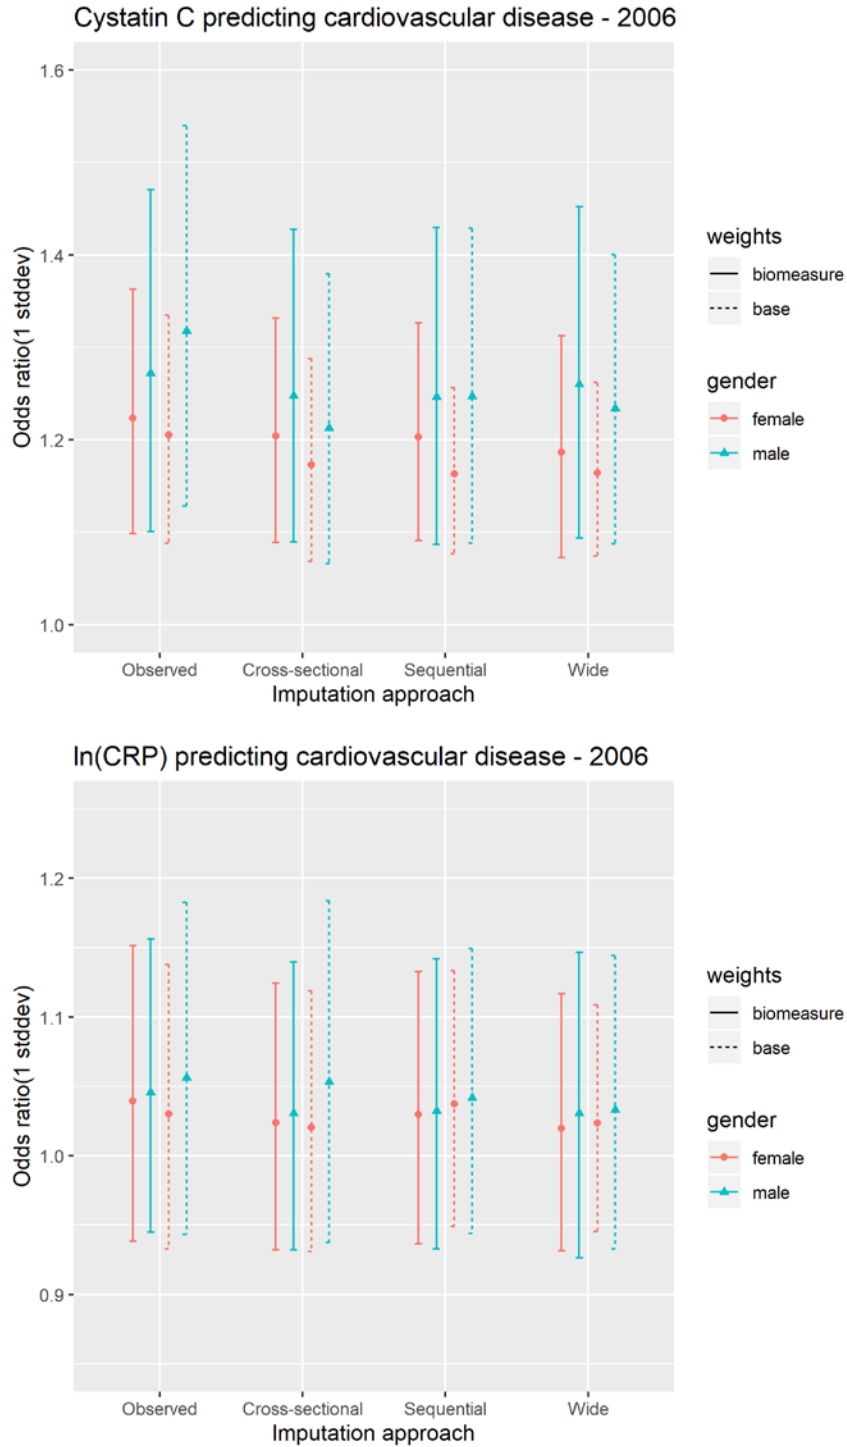 Cystatin C predicting cardiovascular disease - 2006
Odds ratio(1 stddev)
1.6
1.4
1.2
1.0
Observed Cross-sectional Sequential Wide
Imputation approach
weights
biomeasure
base
gender
female
male
ln(CRP) predicting cardiovascular disease - 2006
Odds ratio(1 stddev)
1.2
1.1
1.0
0.9
Observed Cross-sectional Sequential Wide
Imputation approach
weights
biomeasure
base
gender
female
male